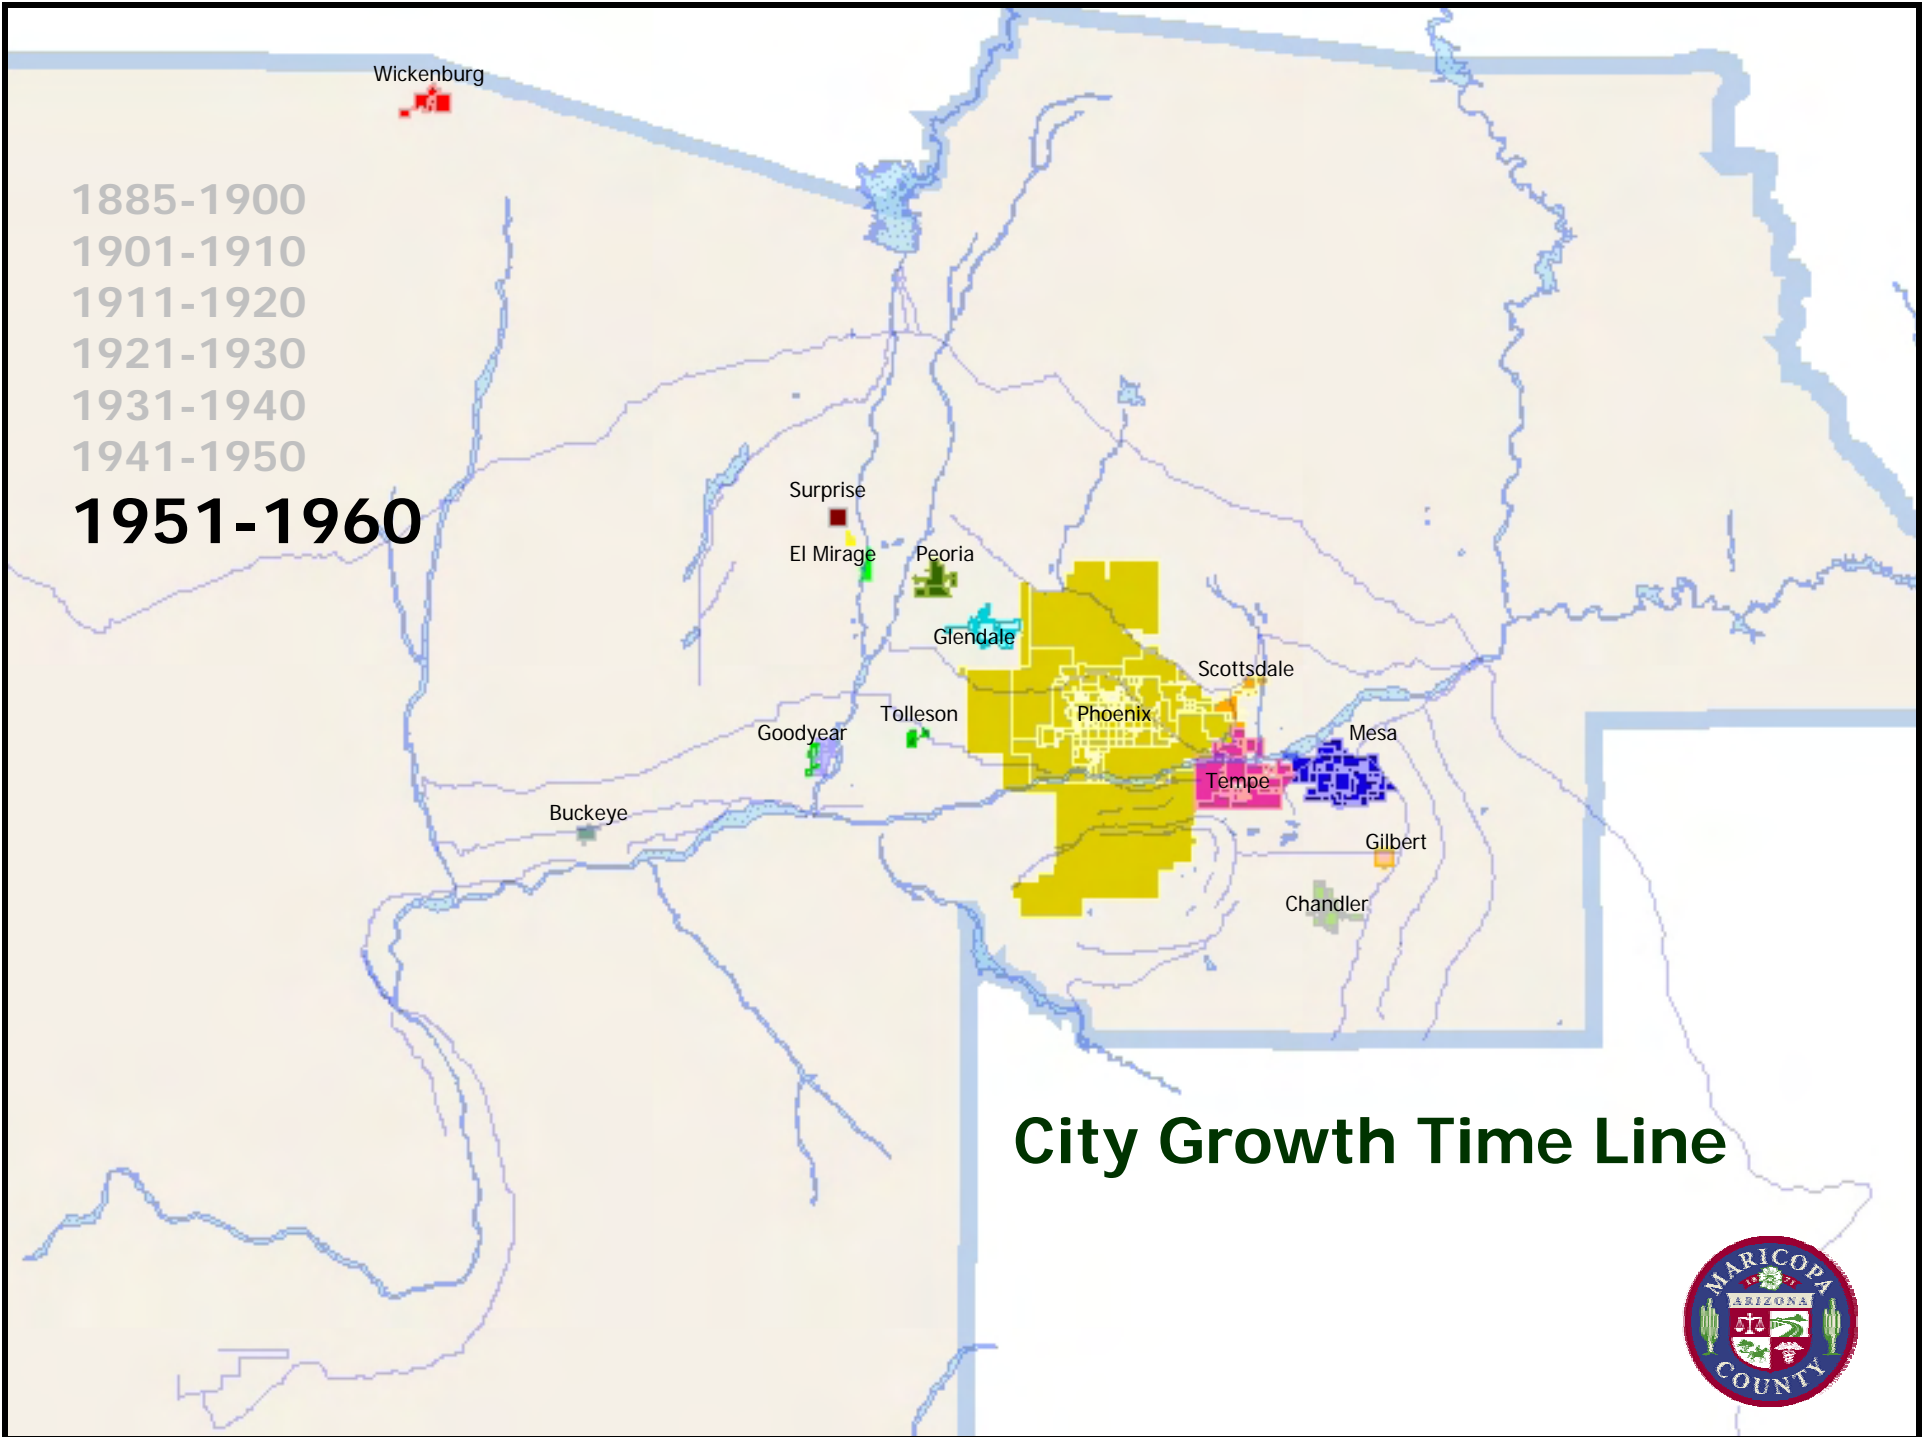 Wickenburg
1885-1900
1901-1910
1911-1920
1921-1930
1931-1940
1941-1950
1951-1960
Surprise
El Mirage
Peoria
Glendale
Scottsdale
Tolleson
Phoenix
Goodyear
Mesa
Tempe
Buckeye
Gilbert
Chandler
City Growth Time Line
MARICOPA
ARIZONA
COUNTY